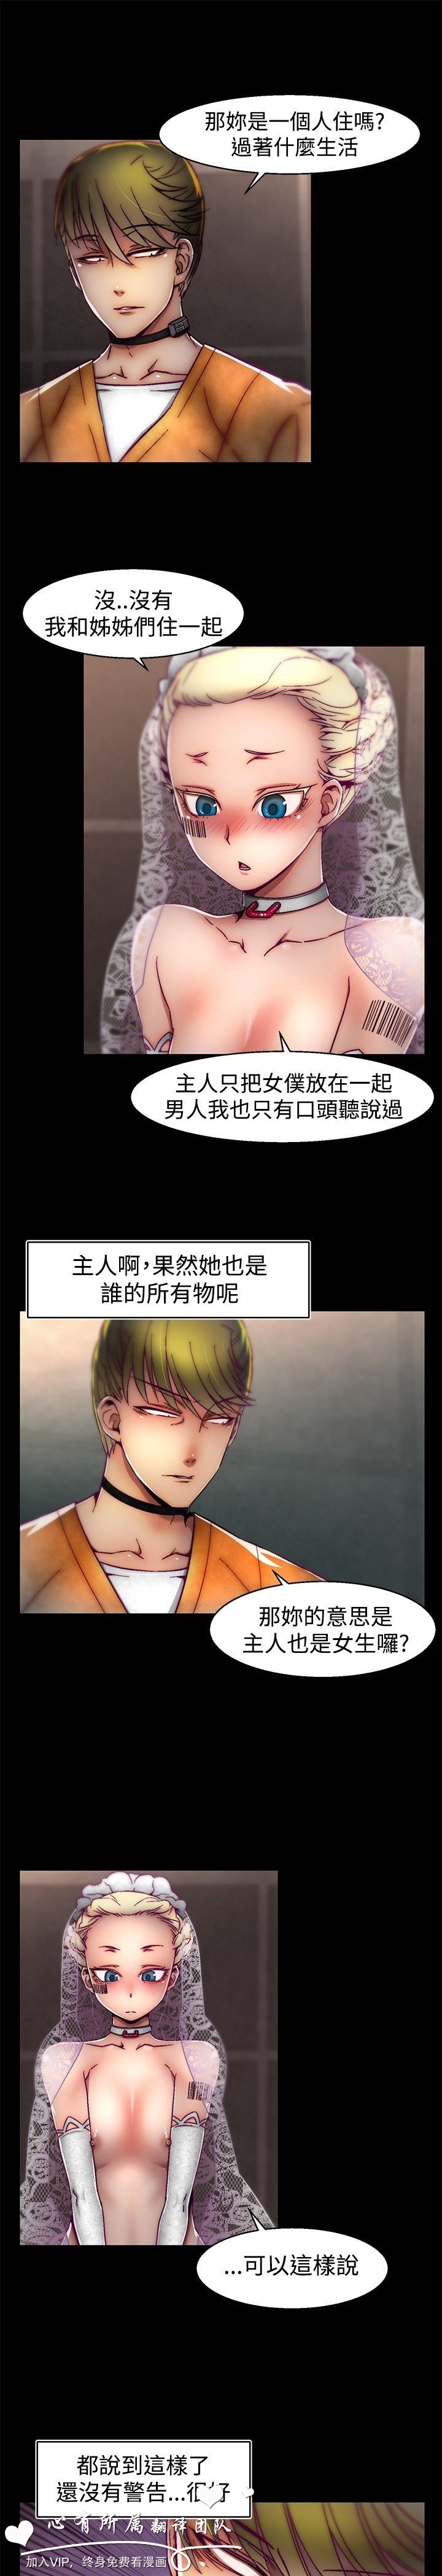 那妳是一個人住嗎?
過著什麼生活
沒..沒有
我和姊姊們住一起
主人只把女僕放在一起
男人我也只有口頭聽說過
主人啊,果然她也是
誰的所有物呢
那妳的意思是
主人也是女生囉?
...可以這樣說
都說到這樣了
還沒有警告...很好
心有所属翻译团队
加入VIP，终身免费看漫画